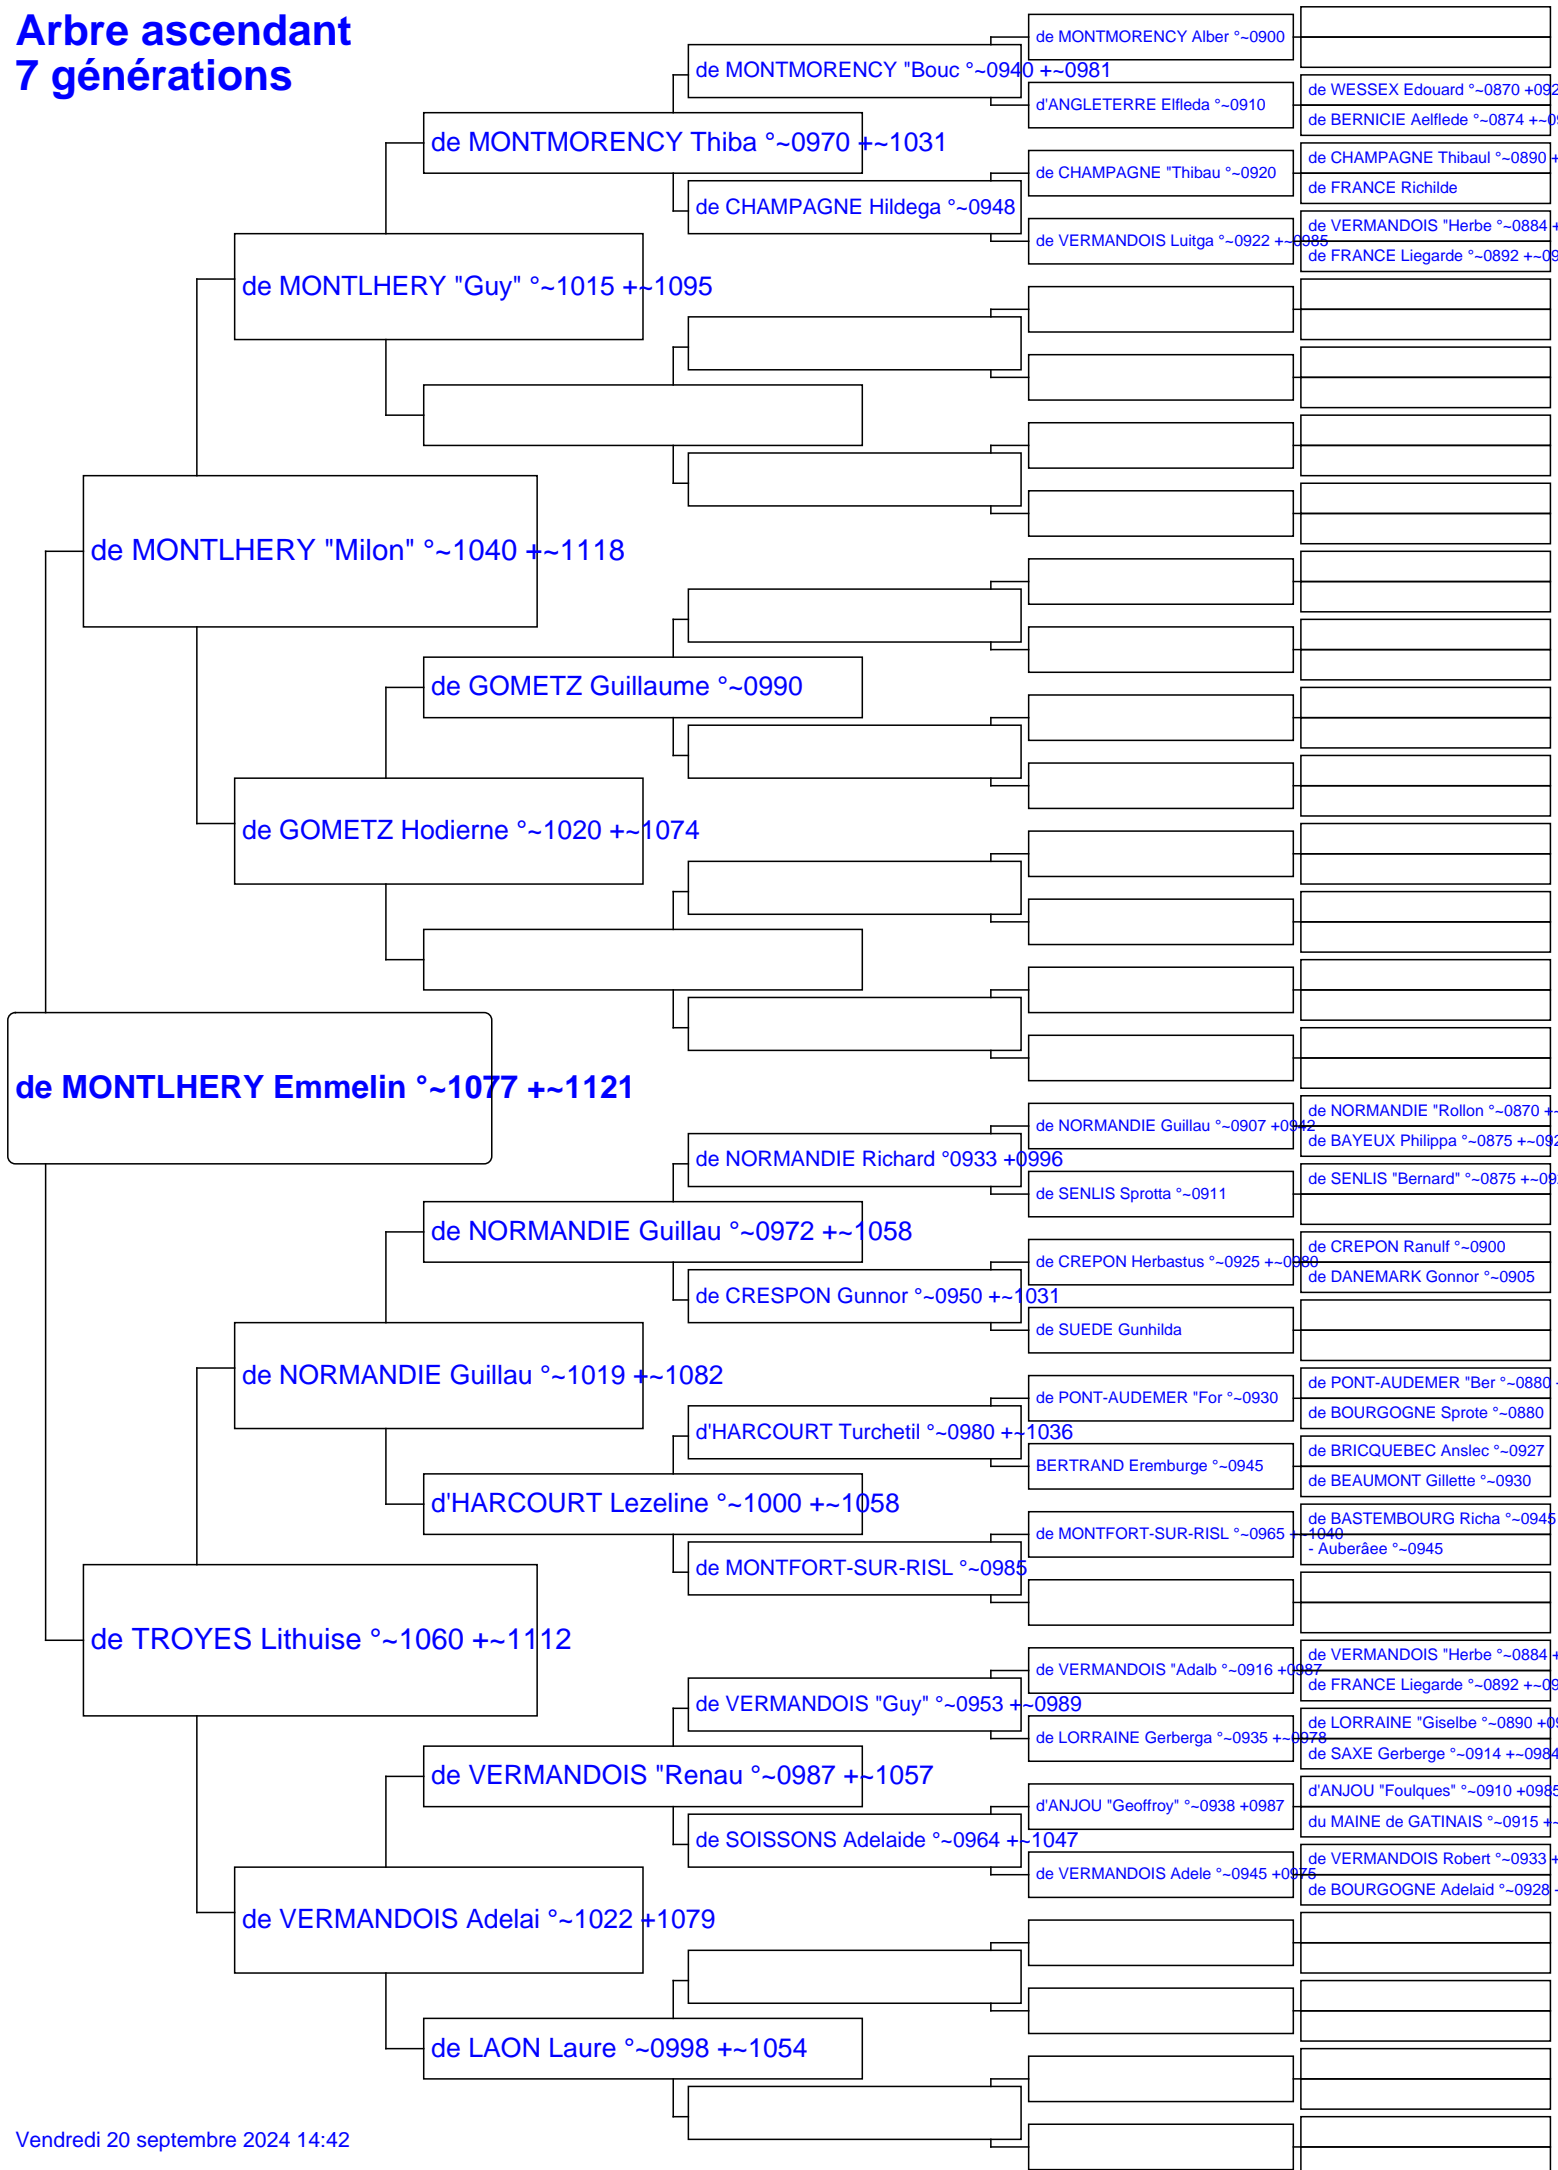 Arbre ascendant
7 générations
de MONTMORENCY Alber °~0900
de MONTMORENCY "Bouc °~0940 +~0981
de WESSEX Edouard °~0870 +092
d'ANGLETERRE Elfleda °~0910
de BERNICIE Aelflede °~0874 +~09
de MONTMORENCY Thiba °~0970 +~1031
de CHAMPAGNE Thibaul °~0890 +
de CHAMPAGNE "Thibau °~0920
de FRANCE Richilde
de CHAMPAGNE Hildega °~0948
de VERMANDOIS "Herbe °~0884 +
de VERMANDOIS Luitga °~0922 +~0985
de FRANCE Liegarde °~0892 +~09
de MONTLHERY "Guy" °~1015 +~1095
de MONTLHERY "Milon" °~1040 +~1118
de GOMETZ Guillaume °~0990
de GOMETZ Hodierne °~1020 +~1074
de MONTLHERY Emmelin °~1077 +~1121
de NORMANDIE "Rollon °~0870 +~
de NORMANDIE Guillau °~0907 +0942
de BAYEUX Philippa °~0875 +~092
de NORMANDIE Richard °0933 +0996
de SENLIS "Bernard" °~0875 +~09
de SENLIS Sprotta °~0911
de NORMANDIE Guillau °~0972 +~1058
de CREPON Ranulf °~0900
de CREPON Herbastus °~0925 +~0980
de DANEMARK Gonnor °~0905
de CRESPON Gunnor °~0950 +~1031
de SUEDE Gunhilda
de NORMANDIE Guillau °~1019 +~1082
de PONT-AUDEMER "Ber °~0880 +
de PONT-AUDEMER "For °~0930
de BOURGOGNE Sprote °~0880
d'HARCOURT Turchetil °~0980 +~1036
de BRICQUEBEC Anslec °~0927
BERTRAND Eremburge °~0945
de BEAUMONT Gillette °~0930
d'HARCOURT Lezeline °~1000 +~1058
de BASTEMBOURG Richa °~0945
de MONTFORT-SUR-RISL °~0965 +~1040
- Auberâee °~0945
de MONTFORT-SUR-RISL °~0985
de TROYES Lithuise °~1060 +~1112
de VERMANDOIS "Herbe °~0884 +
de VERMANDOIS "Adalb °~0916 +0987
de FRANCE Liegarde °~0892 +~09
de VERMANDOIS "Guy" °~0953 +~0989
de LORRAINE "Giselbe °~0890 +09
de LORRAINE Gerberga °~0935 +~0978
de SAXE Gerberge °~0914 +~0984
de VERMANDOIS "Renau °~0987 +~1057
d'ANJOU "Foulques" °~0910 +0985
d'ANJOU "Geoffroy" °~0938 +0987
du MAINE de GATINAIS °~0915 +~
de SOISSONS Adelaide °~0964 +~1047
de VERMANDOIS Robert °~0933 +
de VERMANDOIS Adele °~0945 +0975
de BOURGOGNE Adelaid °~0928 +
de VERMANDOIS Adelai °~1022 +1079
de LAON Laure °~0998 +~1054
Vendredi 20 septembre 2024 14:42